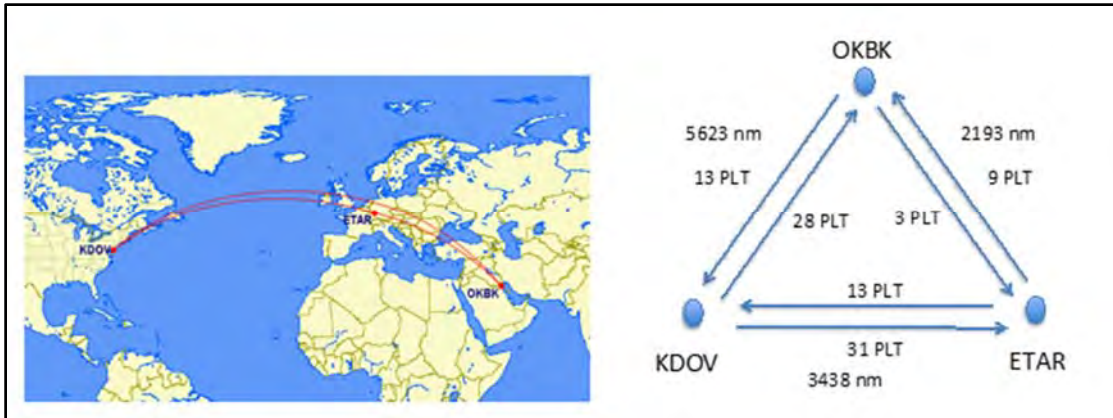 KDOV
ETAR
OKBK
OKBK
5623 nm
2193 nm
13 PLT
9 PLT
28 PLT
3 PLT
13 PLT
KDOV
31 PLT
ETAR
3438 nm